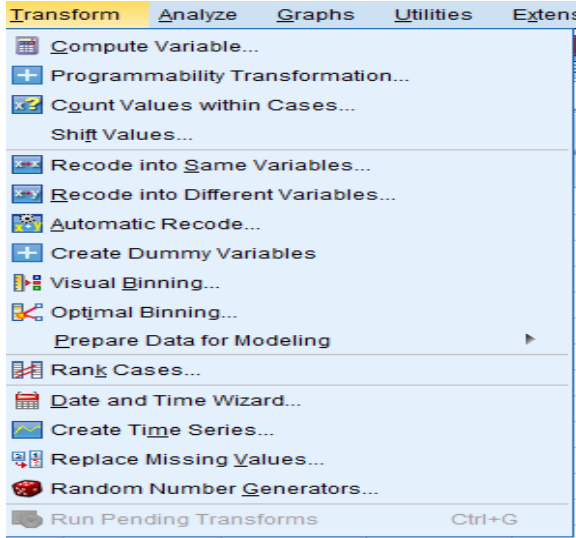 Transform Analyze Graphs Utilities Extens
Compute Variable...
Programmability Transformation...
Count Values within Cases...
Shift Values...
Recode into Same Variables...
Recode into Different Variables...
Automatic Recode...
Create Dummy Variables
Visual Binning...
Optimal Binning...
Prepare Data for Modeling
Rank Cases...
Date and Time Wizard...
Create Time Series...
Replace Missing Values...
Random Number Generators...
Run Pending Transforms Ctrl+G